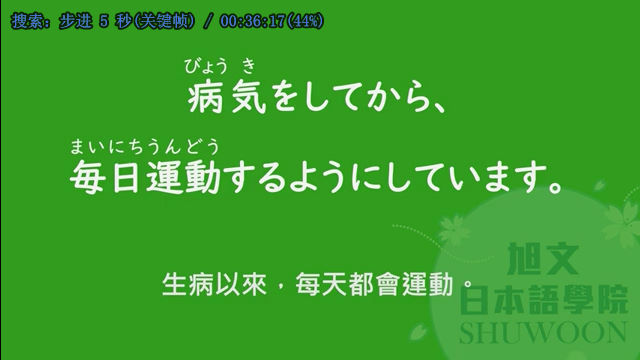 搜索: 步进 5 秒(关键帧) / 00:36:17(44%)
びょう き
病気をしてから、
まいにちうんどう
毎日運動するようにしています。
生病以來，每天都會運動。
旭文
日本語學院
SHUWOON